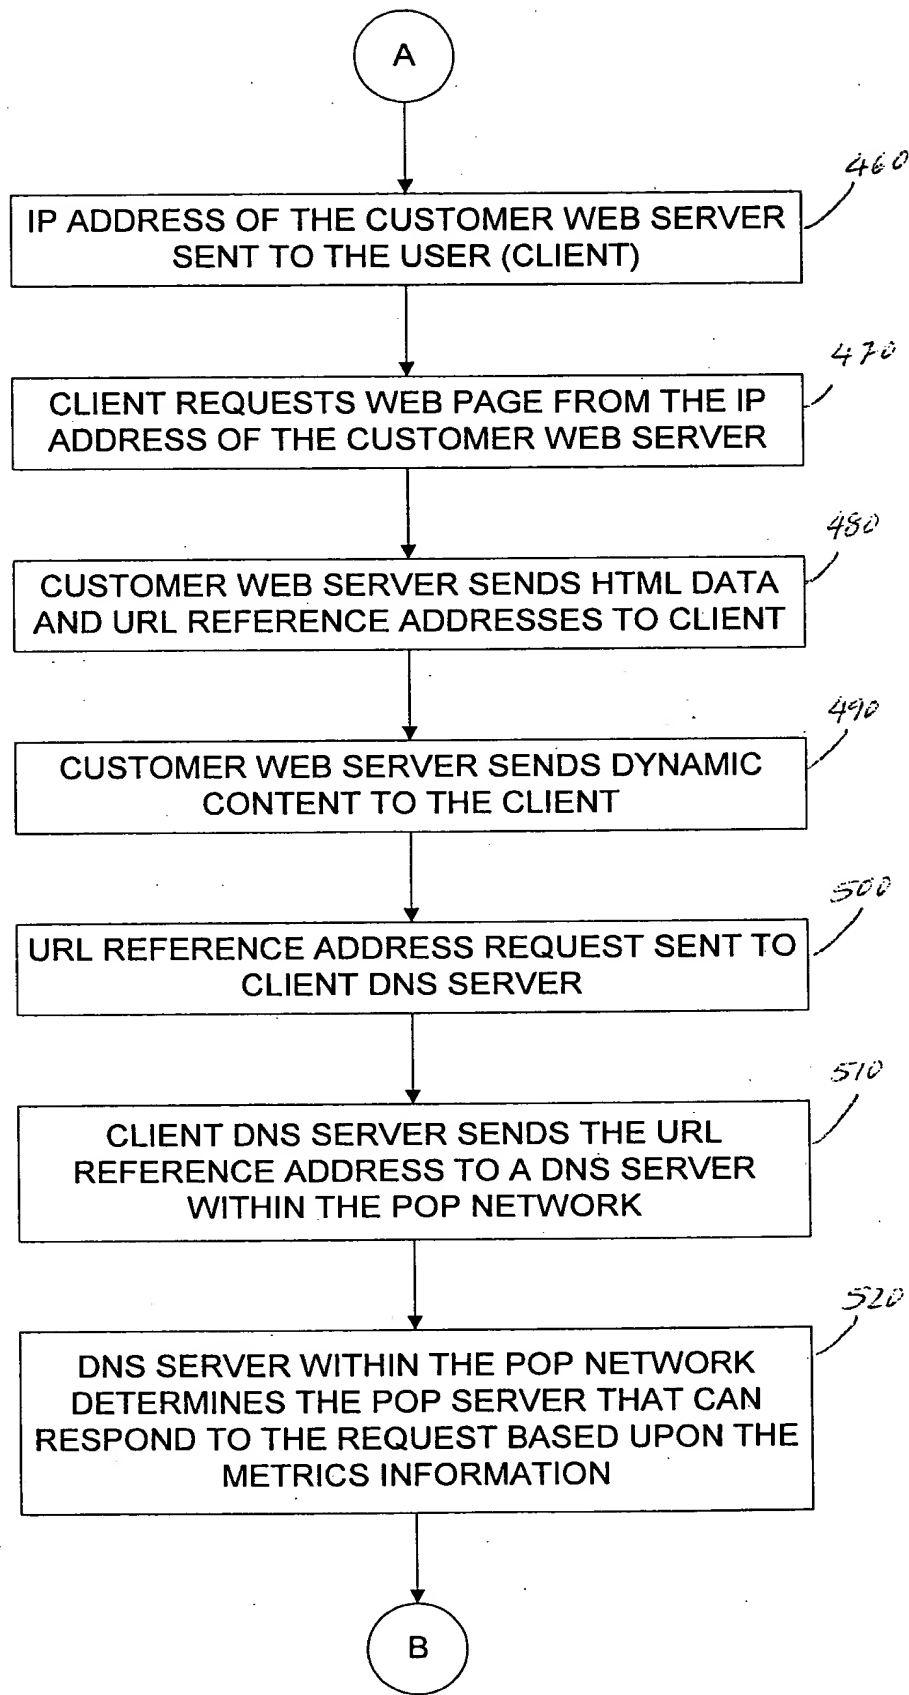 A
460
IP ADDRESS OF THE CUSTOMER WEB SERVER
SENT TO THE USER (CLIENT)
470
CLIENT REQUESTS WEB PAGE FROM THE IP
ADDRESS OF THE CUSTOMER WEB SERVER
480
CUSTOMER WEB SERVER SENDS HTML DATA
AND URL REFERENCE ADDRESSES TO CLIENT
490
CUSTOMER WEB SERVER SENDS DYNAMIC
CONTENT TO THE CLIENT
500
URL REFERENCE ADDRESS REQUEST SENT TO
CLIENT DNS SERVER
510
CLIENT DNS SERVER SENDS THE URL
REFERENCE ADDRESS TO A DNS SERVER
WITHIN THE POP NETWORK
520
DNS SERVER WITHIN THE POP NETWORK
DETERMINES THE POP SERVER THAT CAN
RESPOND TO THE REQUEST BASED UPON THE
METRICS INFORMATION
B